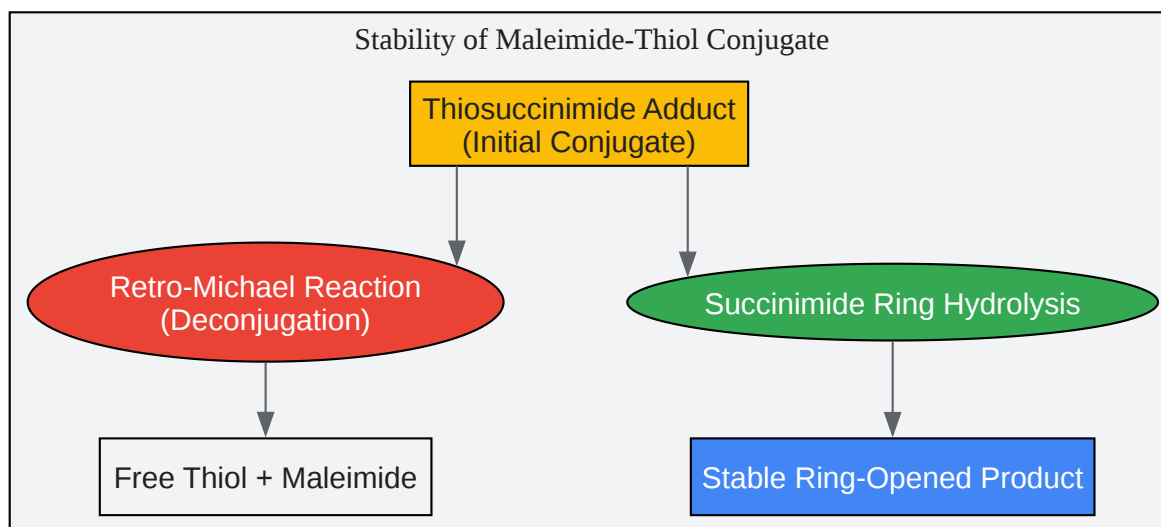 Stability of Maleimide-Thiol Conjugate
Thiosuccinimide Adduct
(Initial Conjugate)
Retro-Michael Reaction
(Deconjugation)
Succinimide Ring Hydrolysis
Free Thiol + Maleimide
Stable Ring-Opened Product